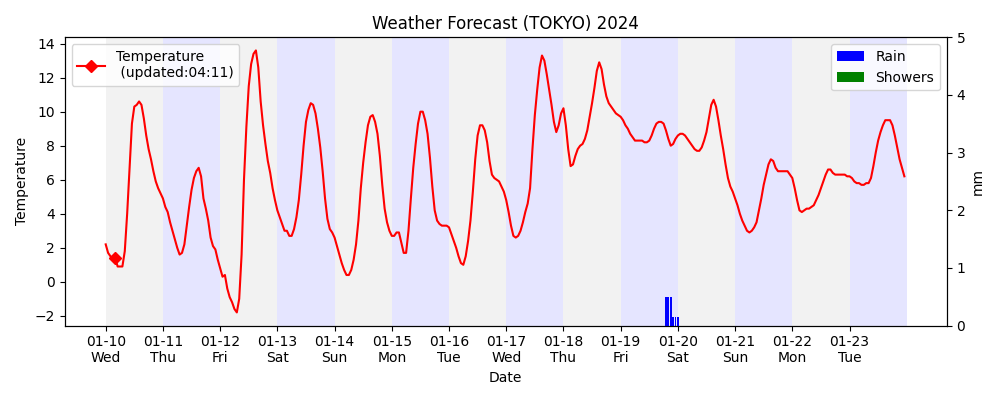 Weather Forecast (TOKYO) 2024
Temperature
(updated:04:11)
Rain
Showers
Temperature
14
12
10
8
6
4
2
0
−2
5
4
3
2
1
0
mm
01-10 01-11 01-12 01-13 01-14 01-15 01-16 01-17 01-18 01-19 01-20 01-21 01-22 01-23
Wed Thu Fri Sat Sun Mon Tue Wed Thu Fri Sat Sun Mon Tue
Date